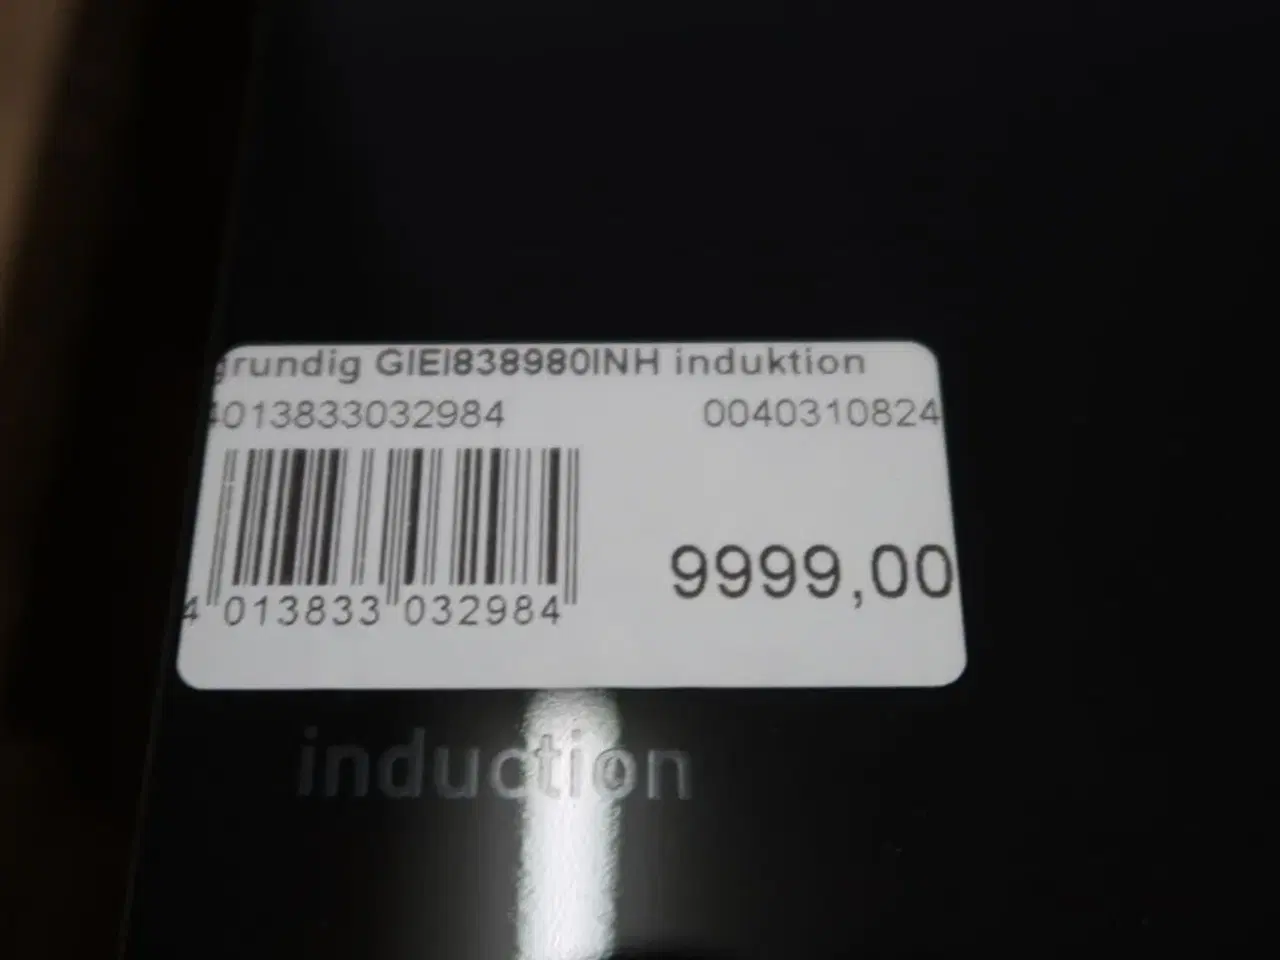 grundig GIEI838980INH induktion
4013833032984 0040310824
9999,00
4 013833 032984
induction